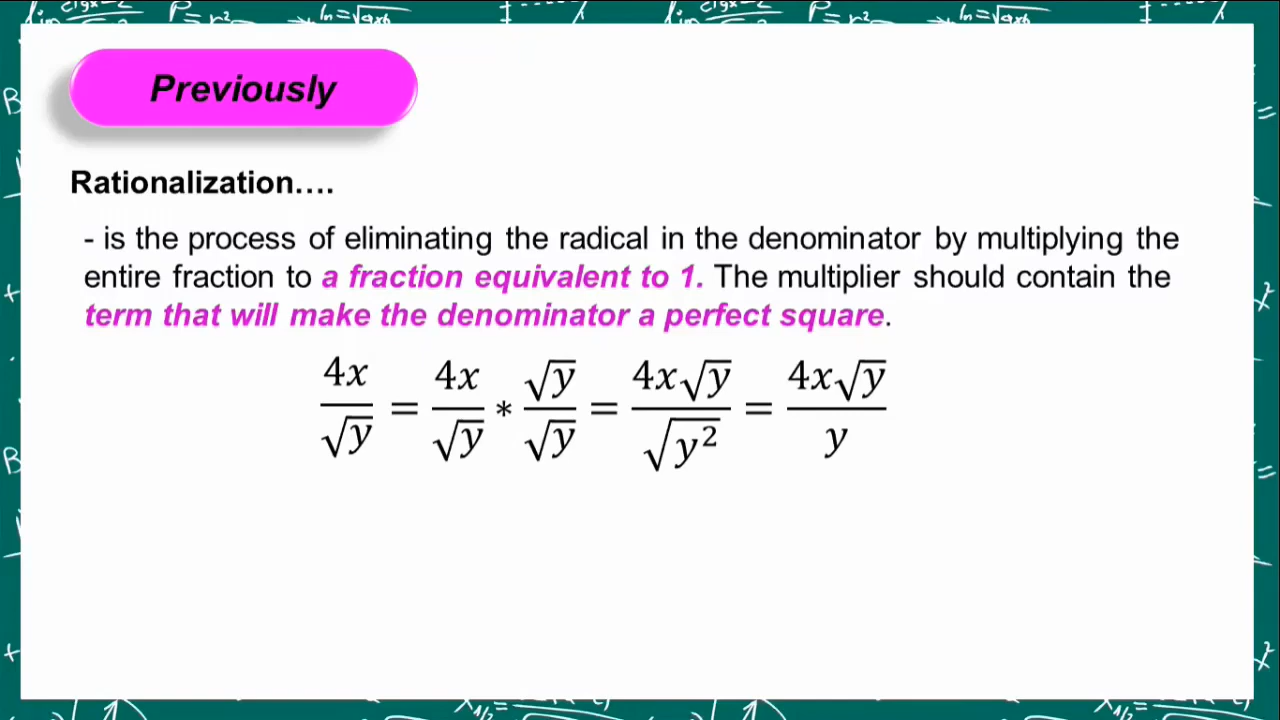 Previously
Rationalization….
- is the process of eliminating the radical in the denominator by multiplying the
entire fraction to a fraction equivalent to 1. The multiplier should contain the
term that will make the denominator a perfect square.
4x/√y = 4x/√y * √y/√y = 4x√y/√y² = 4x√y/y